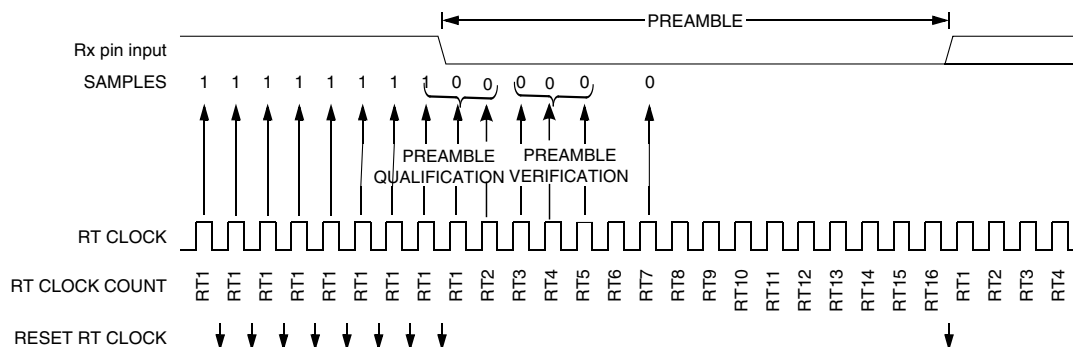 PREAMBLE
Rx pin input
SAMPLES 1 1 1 1 1 1 1 1 0 0 0 0 0 0
PREAMBLE QUALIFICATION
PREAMBLE VERIFICATION
RT CLOCK
RT CLOCK COUNT RT1 RT1 RT1 RT1 RT1 RT1 RT1 RT1 RT1 RT2 RT3 RT4 RT5 RT6 RT7 RT8 RT9 RT10 RT11 RT12 RT13 RT14 RT15 RT16 RT1 RT2 RT3 RT4
RESET RT CLOCK